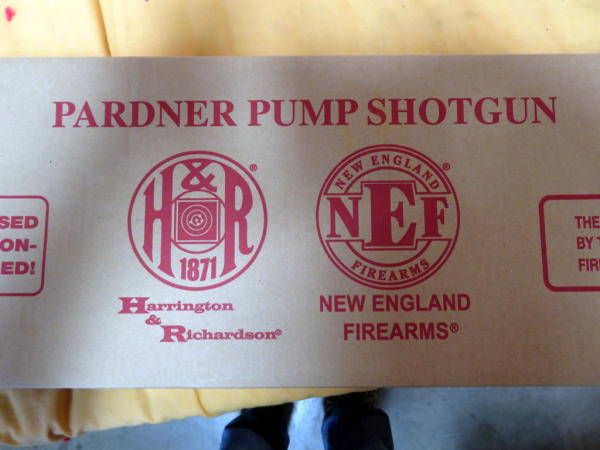 PARDNER PUMP SHOTGUN
H&R®
1871
Harrington
&
Richardson®
NEW ENGLAND
NEF®
FIREARMS
NEW ENGLAND
FIREARMS®
SED
ON-
ED!
THE
BY T
FIR